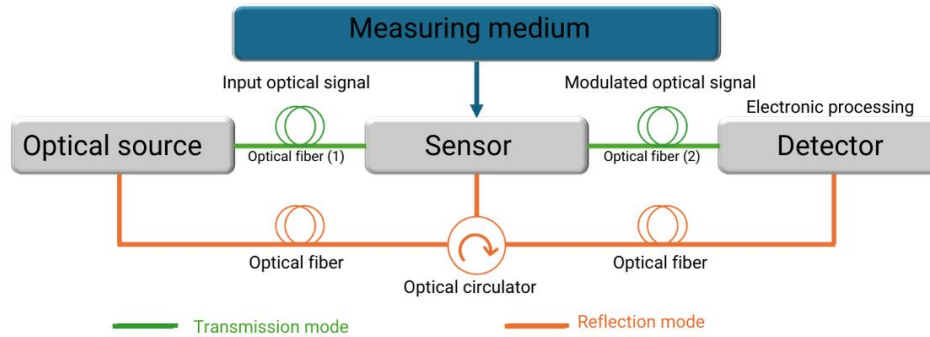 Measuring medium
Input optical signal
Modulated optical signal
Electronic processing
Optical source
Optical fiber (1)
Sensor
Optical fiber (2)
Detector
Optical fiber
Optical fiber
Optical circulator
Transmission mode
Reflection mode